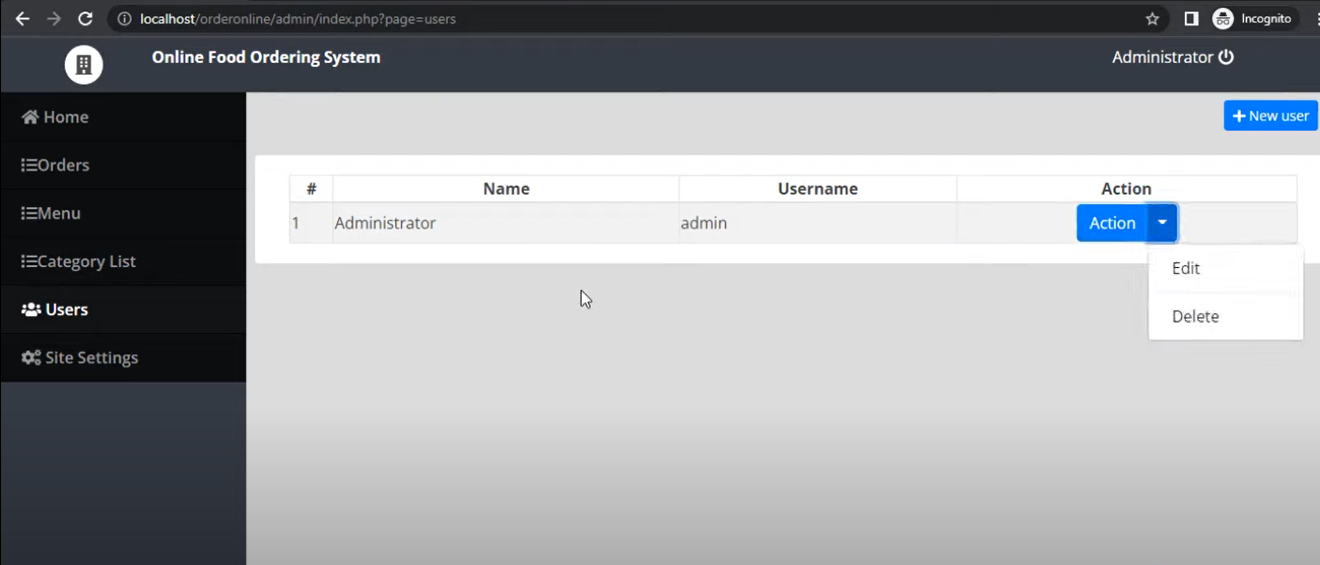 localhost/orderonline/admin/index.php?page=users
Incognito
Online Food Ordering System
Administrator
Home
Orders
Menu
Category List
Users
Site Settings
New user
# Name Username Action
1 Administrator admin Action
Edit
Delete